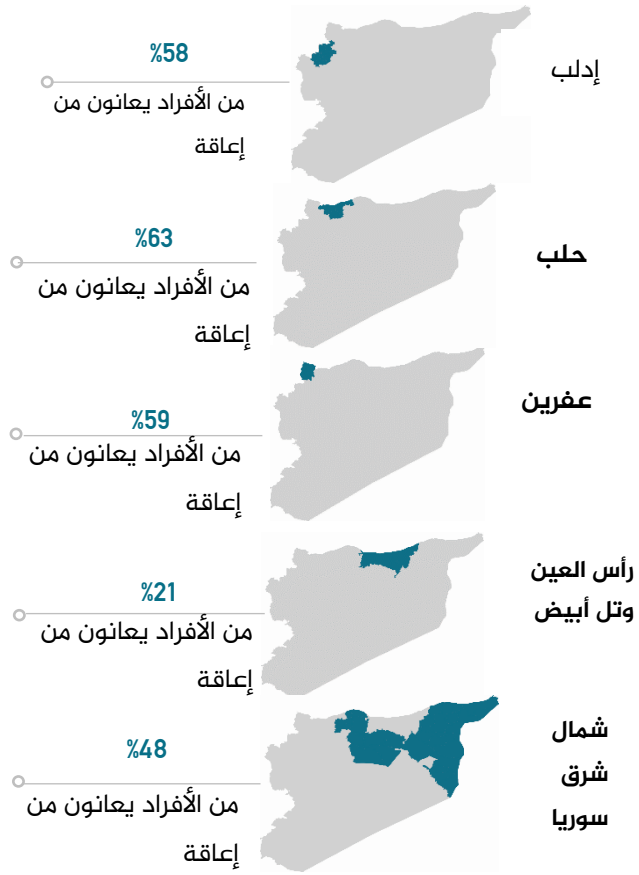 إدلب
%58
من الأفراد يعانون من
إعاقة
حلب
%63
من الأفراد يعانون من
إعاقة
عفرين
%59
من الأفراد يعانون من
إعاقة
رأس العين
وتل أبيض
%21
من الأفراد يعانون من
إعاقة
شمال
شرق
سوريا
%48
من الأفراد يعانون من
إعاقة